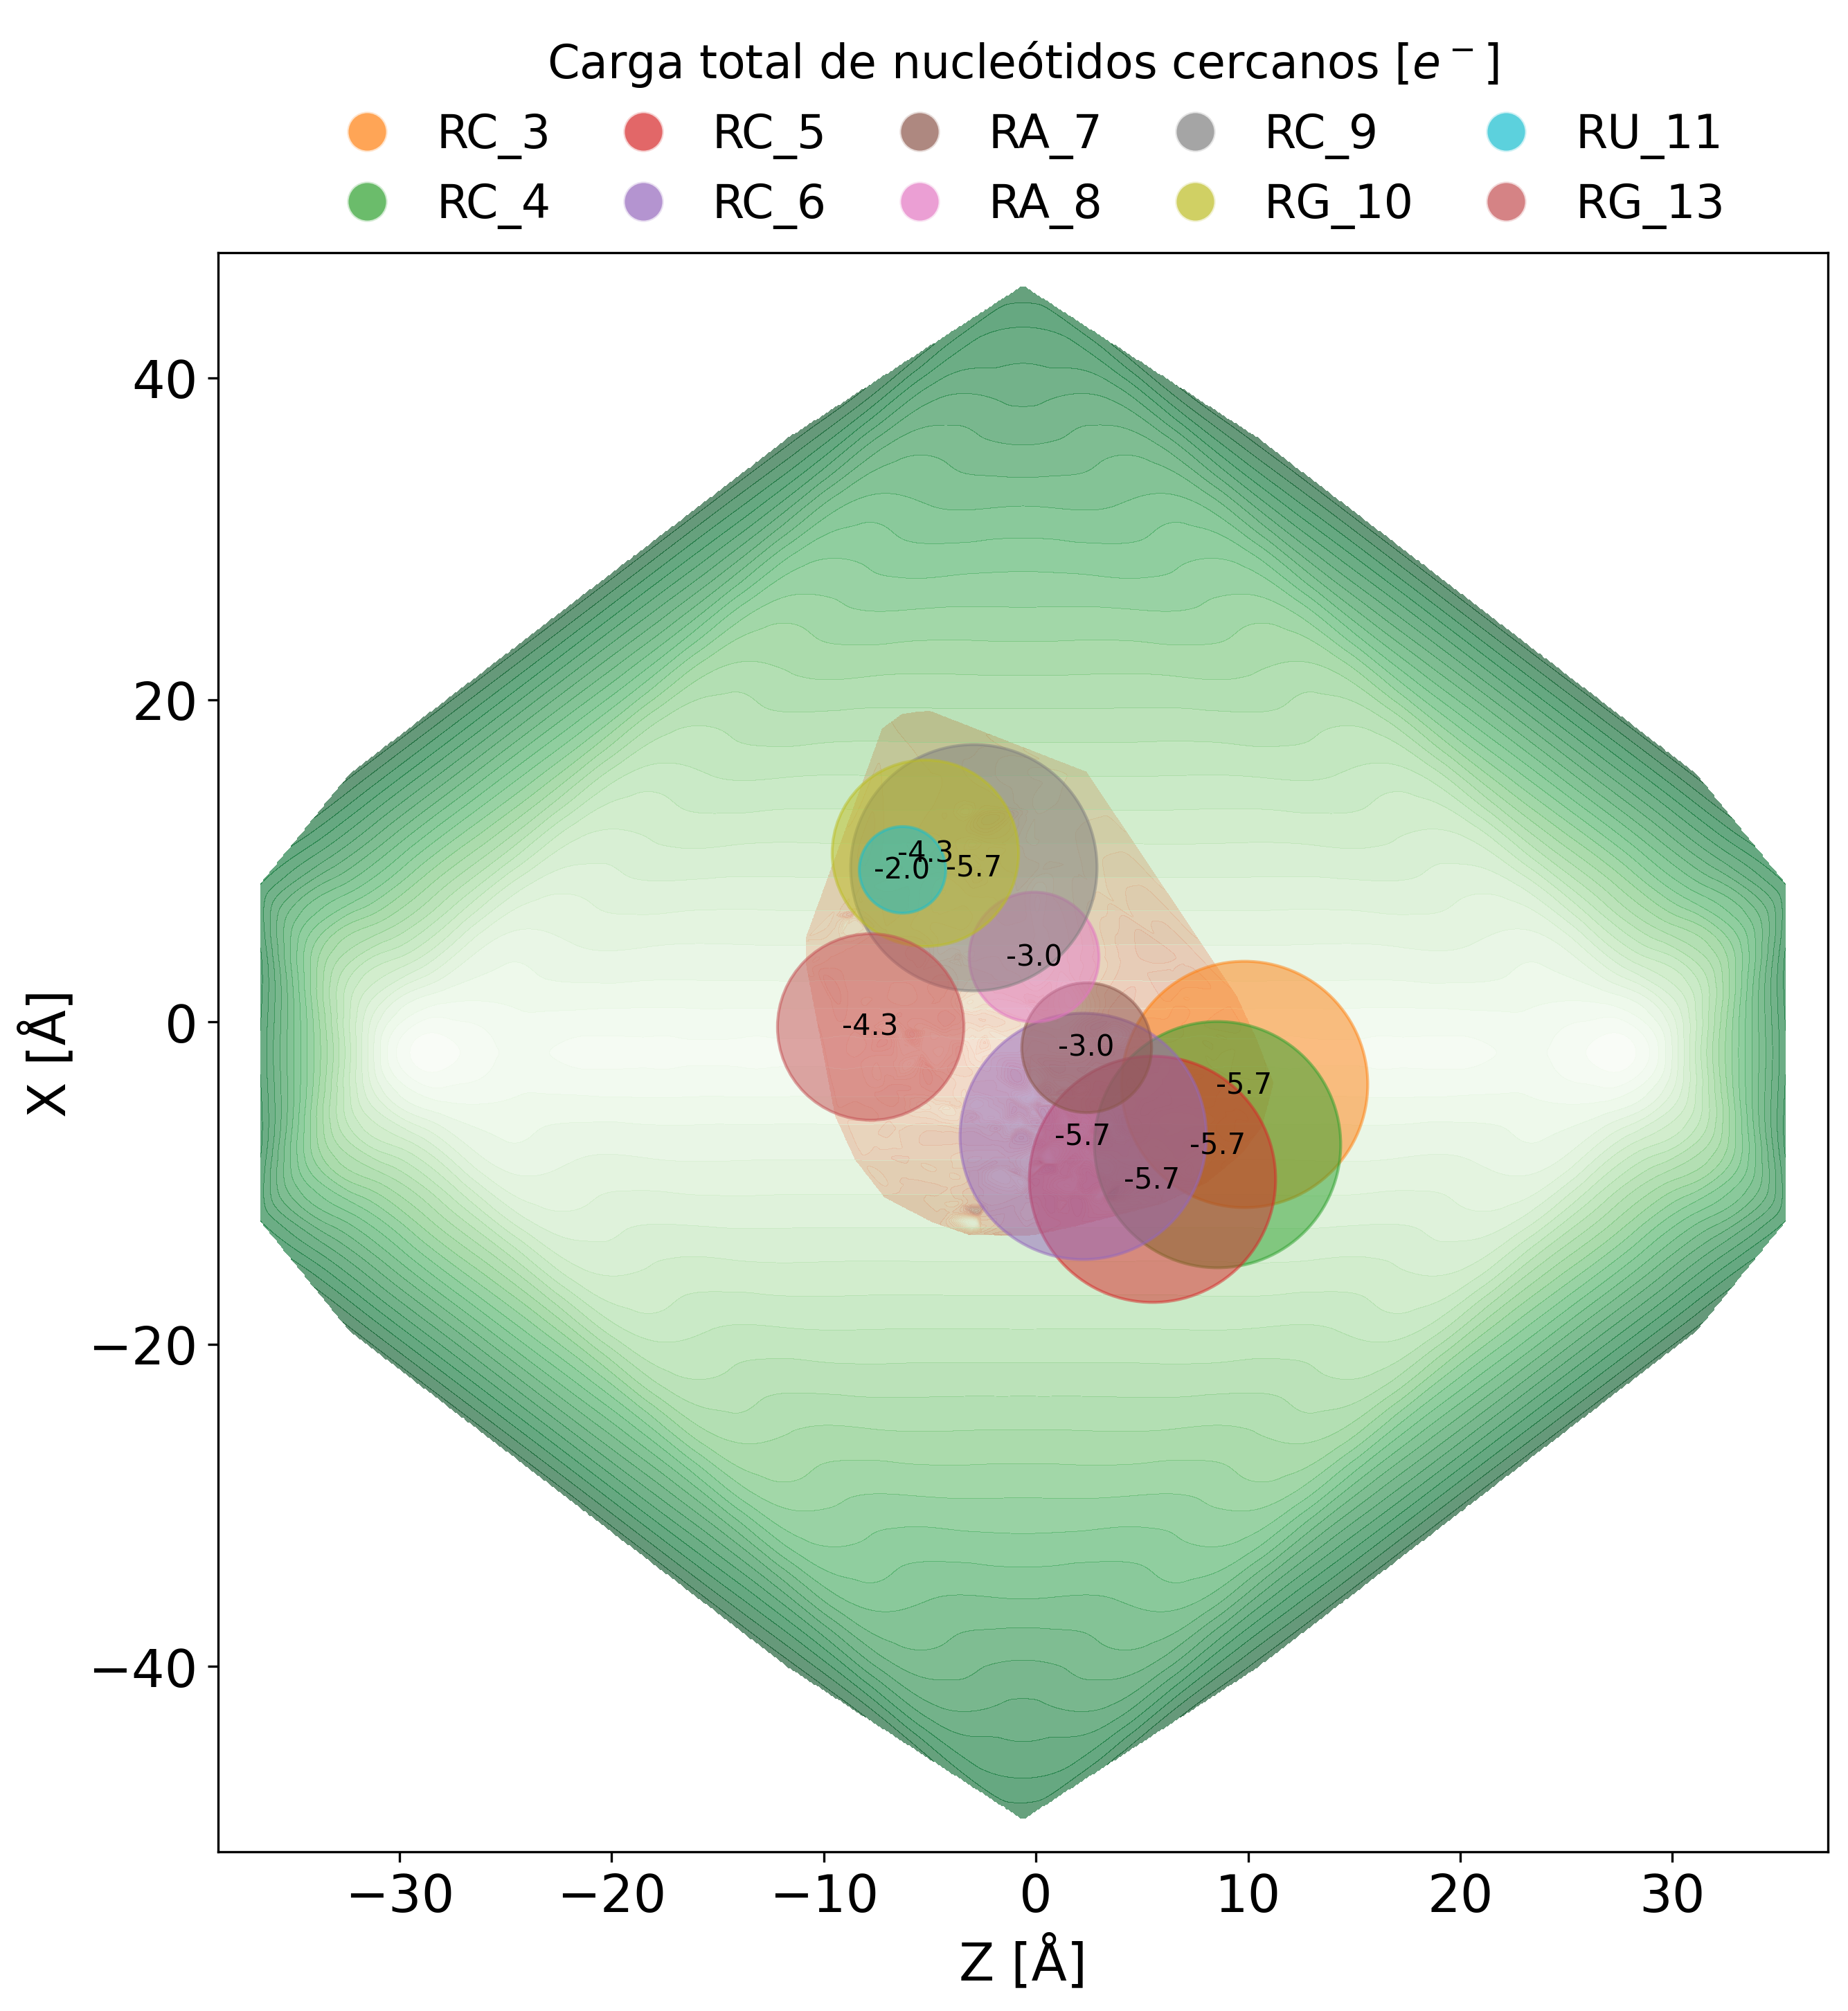 Carga total de nucleótidos cercanos [e⁻]
RC_3 RC_5 RA_7 RC_9 RU_11
RC_4 RC_6 RA_8 RG_10 RG_13
X [Å]
40
20
0
−20
−40
-4.3
-2.0 -5.7
-3.0
-4.3
-3.0
-5.7
-5.7
-5.7
-5.7
−30 −20 −10 0 10 20 30
Z [Å]